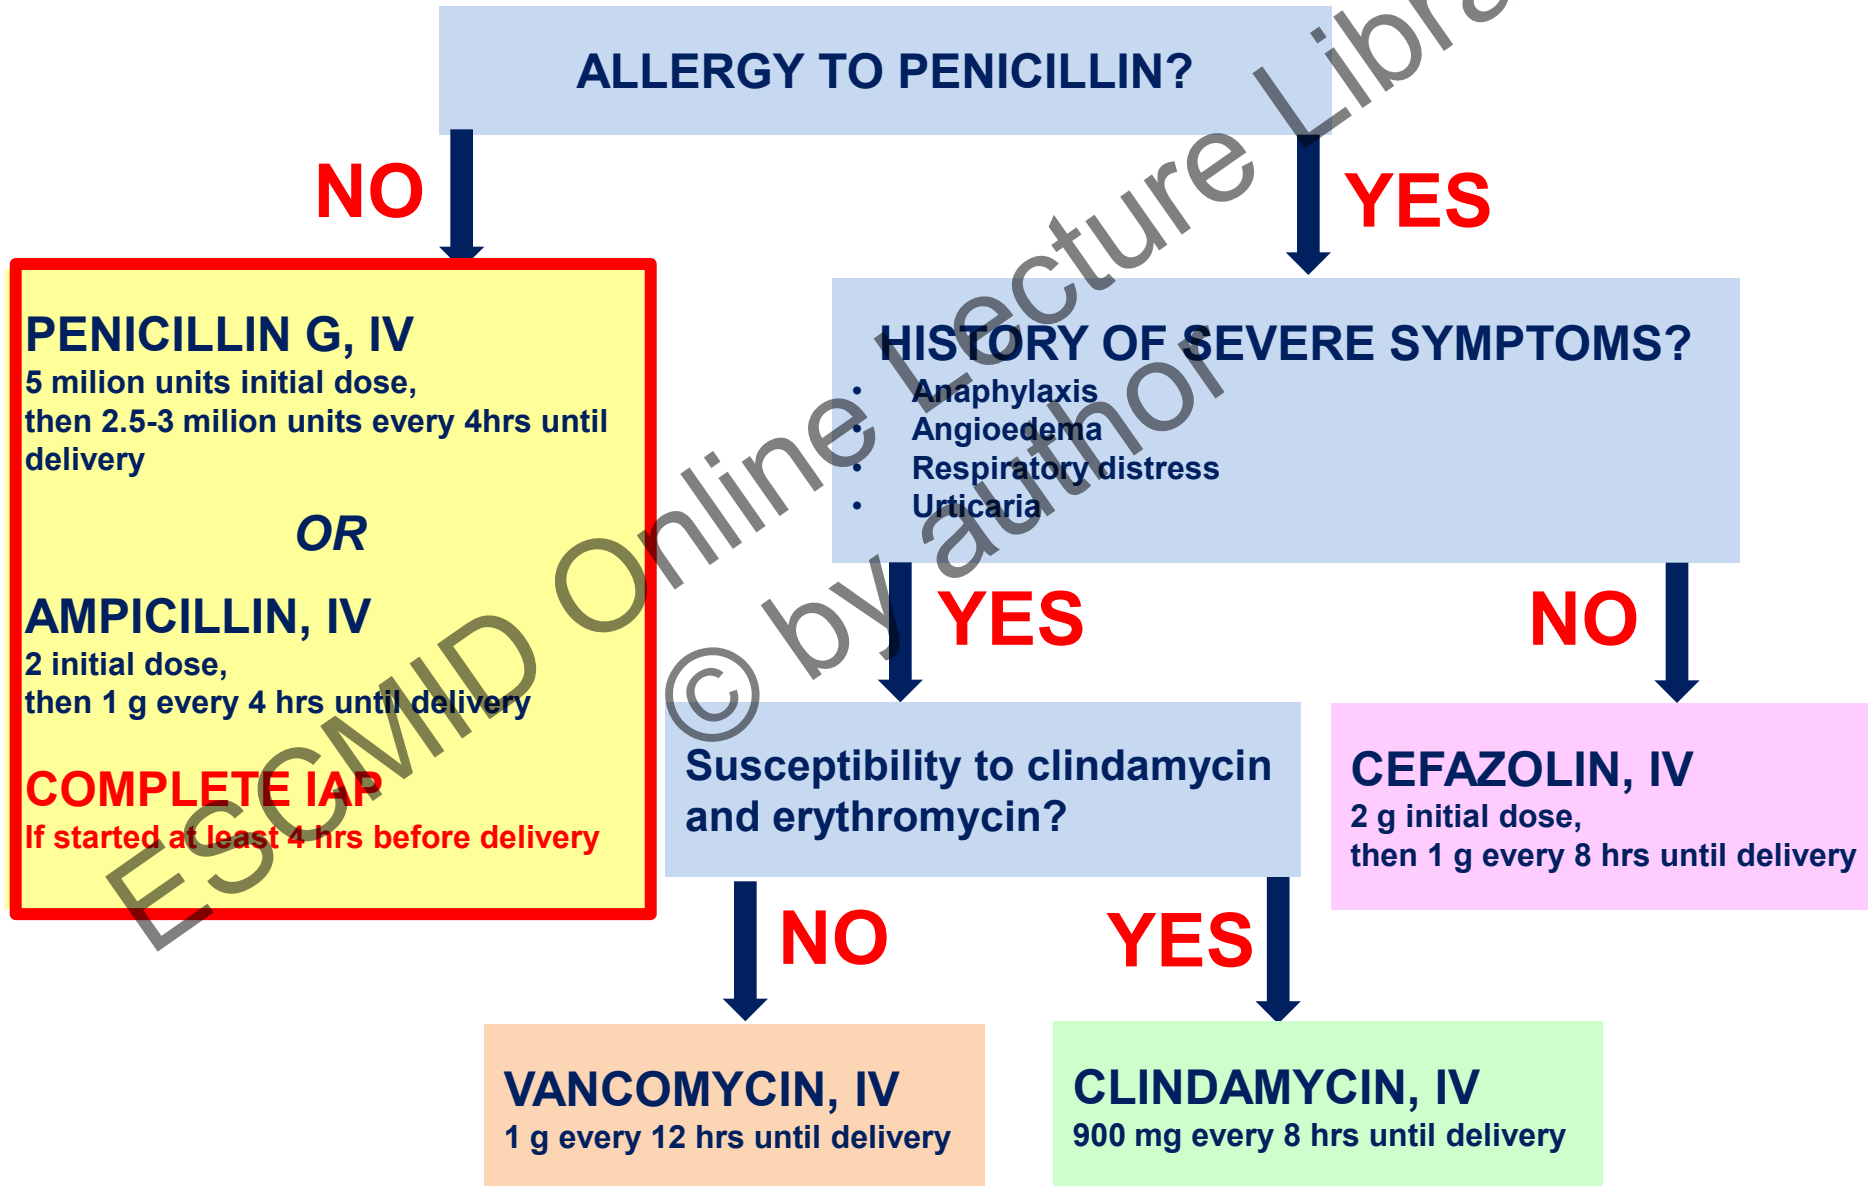 ALLERGY TO PENICILLIN?
NO
YES
PENICILLIN G, IV
5 milion units initial dose,
then 2.5-3 milion units every 4hrs until
delivery
OR
AMPICILLIN, IV
2 initial dose,
then 1 g every 4 hrs until delivery
COMPLETE IAP
If started at least 4 hrs before delivery
HISTORY OF SEVERE SYMPTOMS?
• Anaphylaxis
• Angioedema
• Respiratory distress
• Urticaria
YES
NO
Susceptibility to clindamycin
and erythromycin?
CEFAZOLIN, IV
2 g initial dose,
then 1 g every 8 hrs until delivery
NO
YES
VANCOMYCIN, IV
1 g every 12 hrs until delivery
CLINDAMYCIN, IV
900 mg every 8 hrs until delivery
ESCMID Online Lecture
© by author